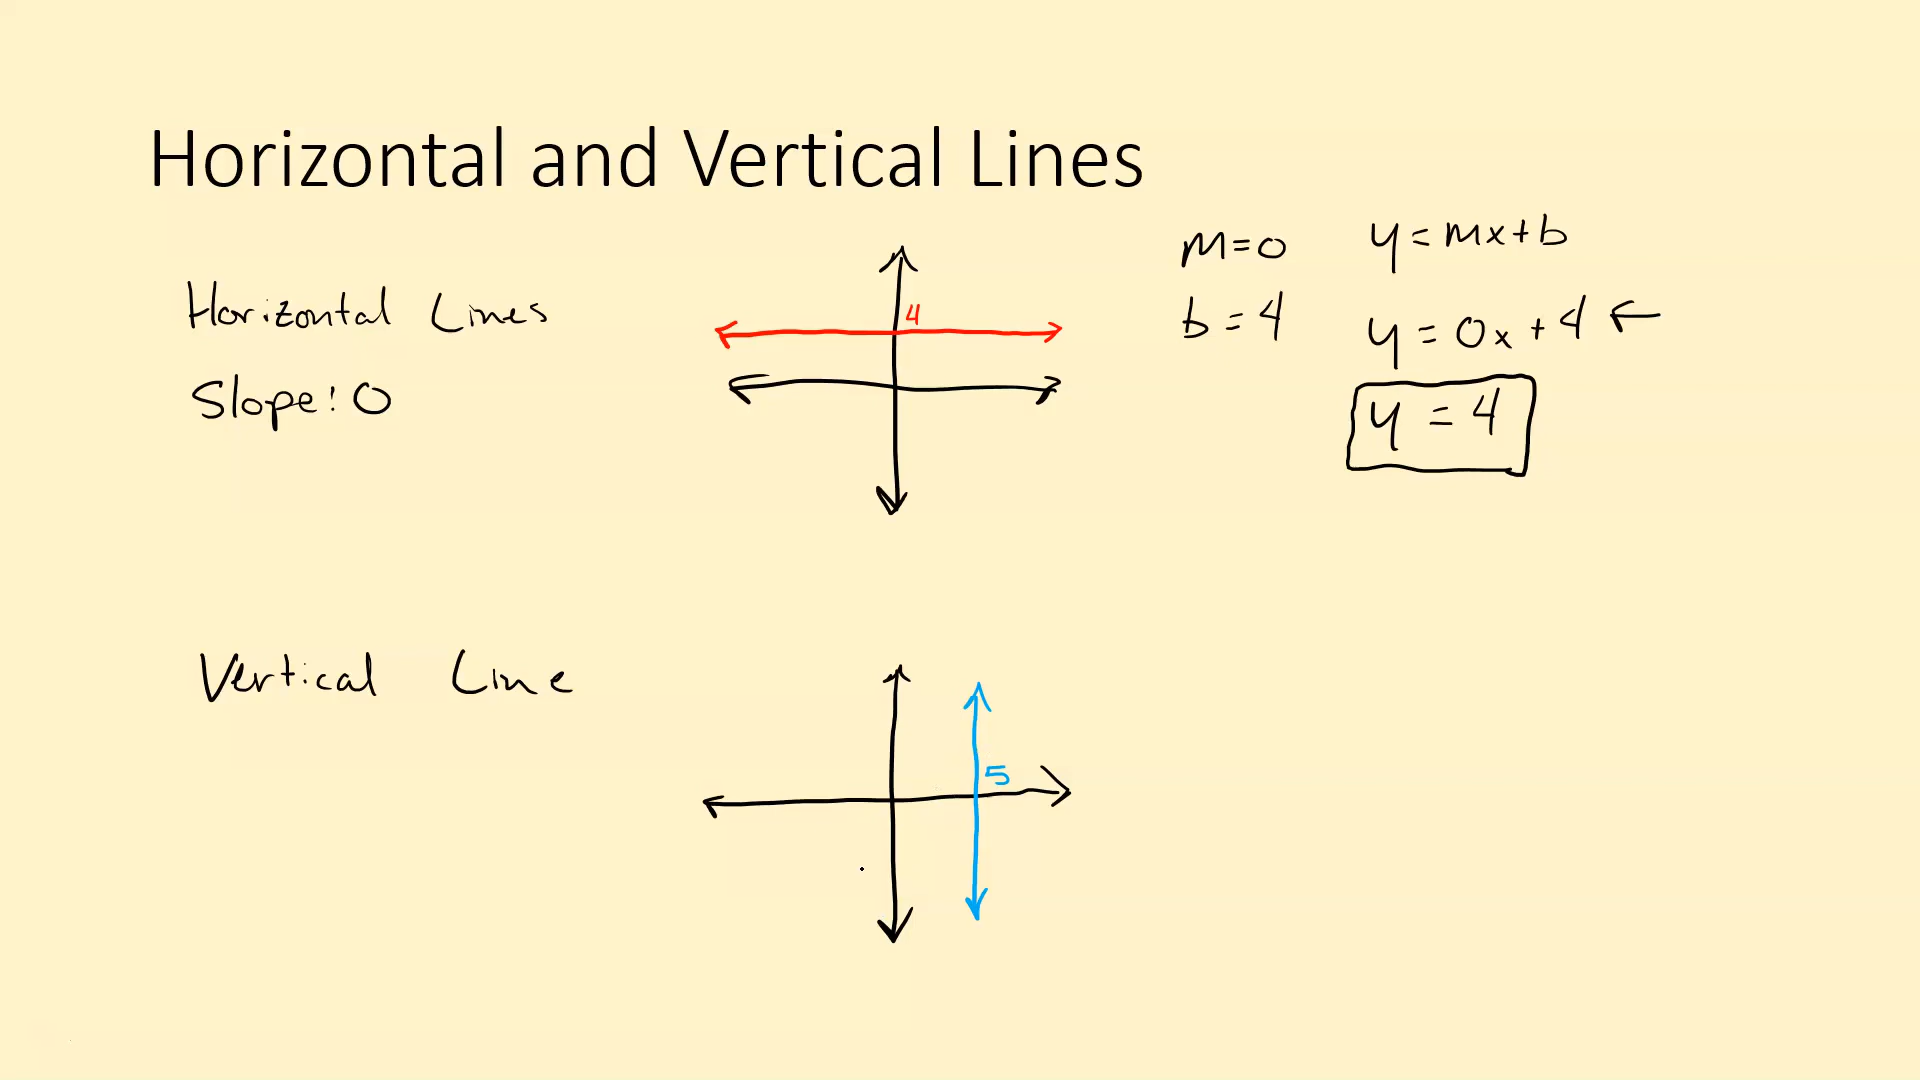 Horizontal and Vertical Lines
Horizontal Lines
Slope: 0
4
m=0
b=4
y=mx+b
y=0x+4 ←
y=4
Vertical Line
5